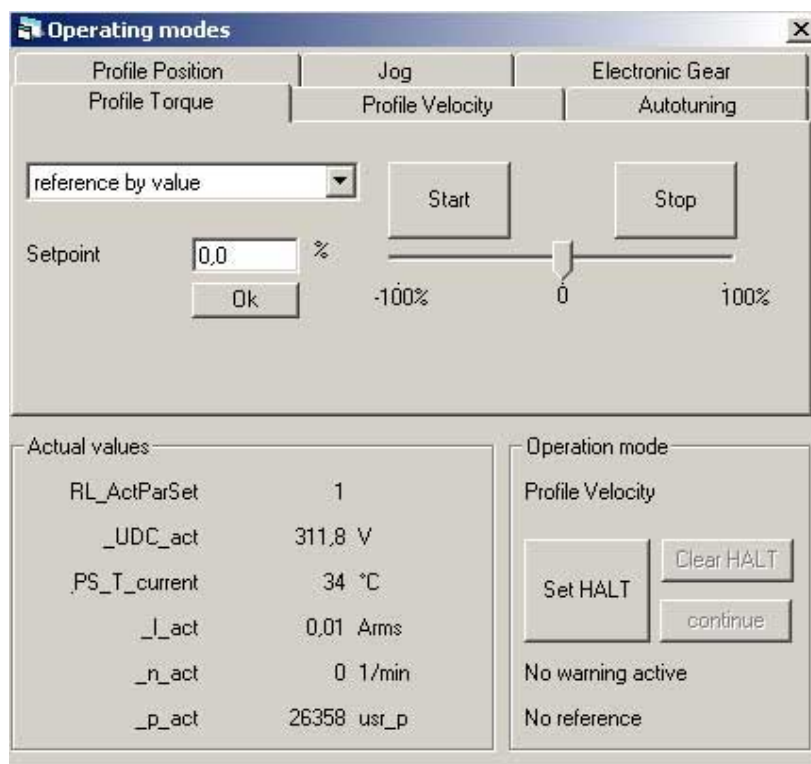 Operating modes
Profile Position Jog Electronic Gear
Profile Torque Profile Velocity Autotuning
reference by value
Start Stop
Setpoint 0,0 %
Ok
-100% 0 100%
Actual values
RL_ActParSet 1
_UDC_act 311,8 V
_PS_T_current 34 °C
_I_act 0,01 Arms
_n_act 0 1/min
_p_act 26358 usr_p
Operation mode
Profile Velocity
Set HALT
Clear HALT
continue
No warning active
No reference